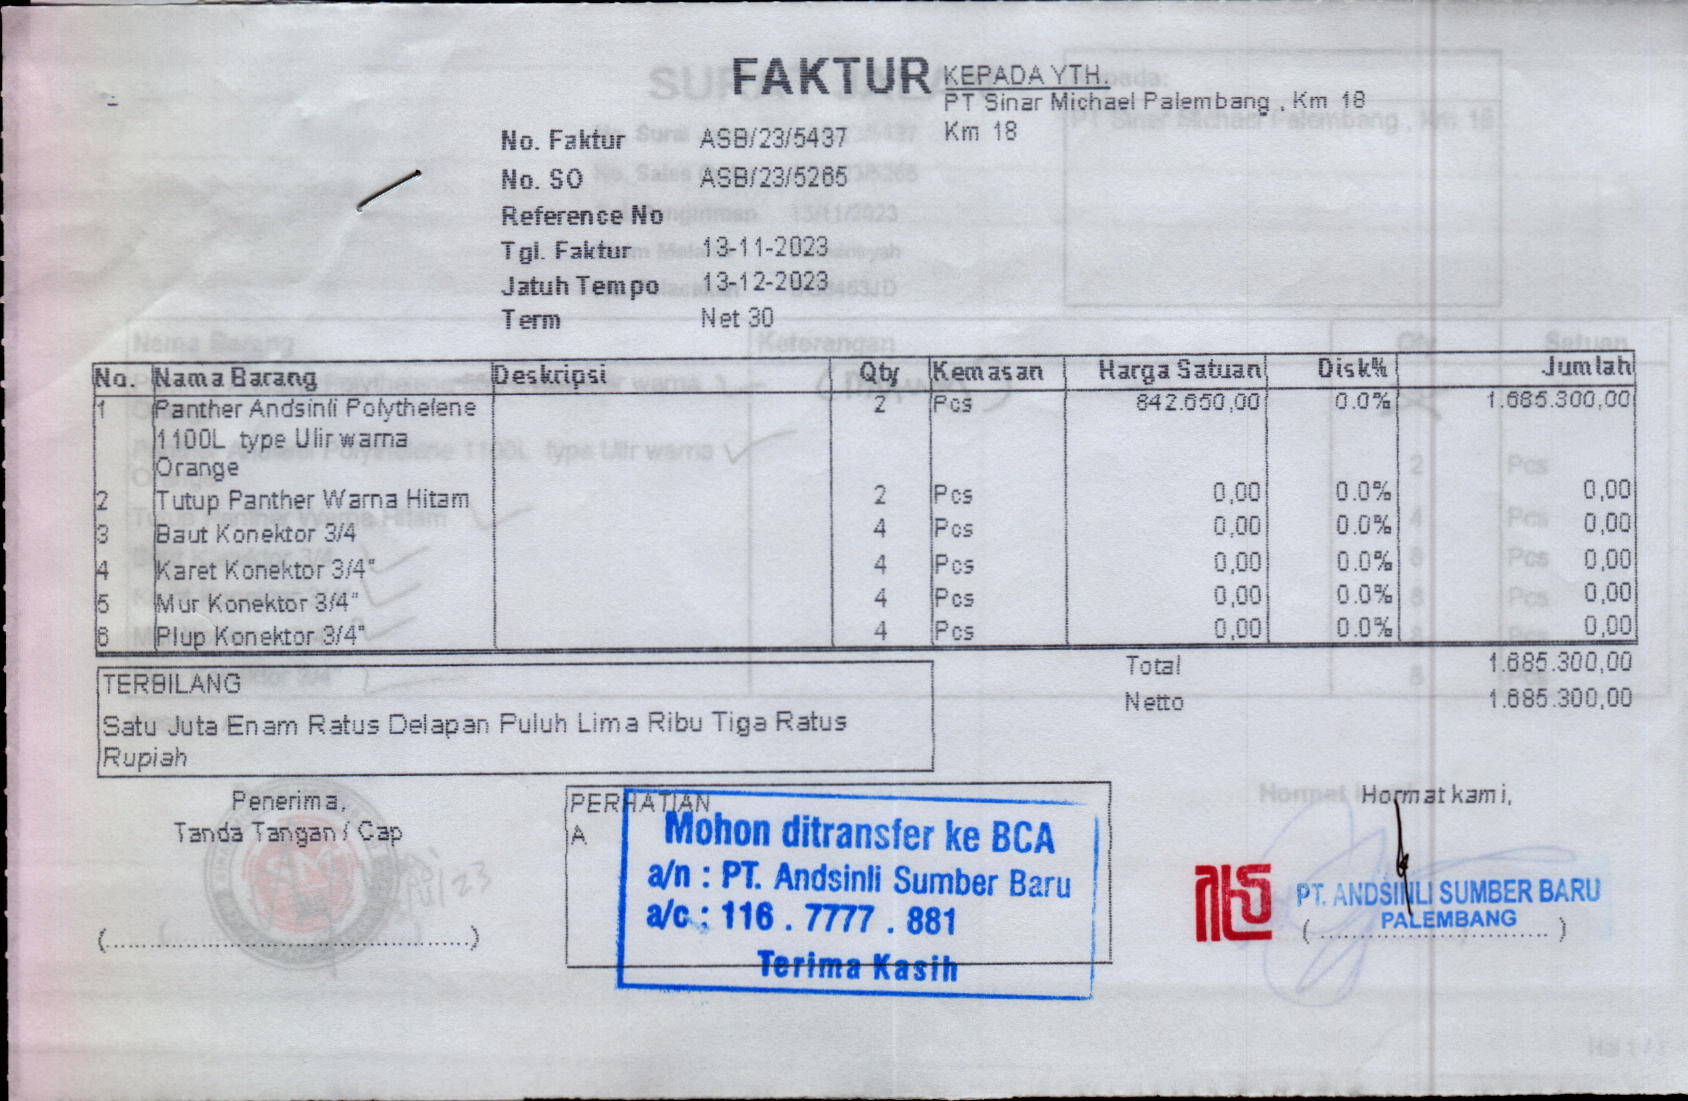 FAKTUR
KEPADA YTH.
PT Sinar Michael Palembang , Km 18
Km 18
No. Faktur ASB/23/5437
No. SO ASB/23/5265
Reference No
Tgl. Faktur 13-11-2023
Jatuh Tempo 13-12-2023
Term Net 30
No. Nama Barang Deskripsi Qty Kemasan Harga Satuan Disk% Jumlah
1 Panther Andsinli Polythelene 2 Pcs 842.650,00 0.0% 1.685.300,00
1100L type Ulir warna
Orange
2 Tutup Panther Warna Hitam 2 Pcs 0,00 0.0% 0,00
3 Baut Konektor 3/4 4 Pcs 0,00 0.0% 0,00
4 Karet Konektor 3/4" 4 Pcs 0,00 0.0% 0,00
5 Mur Konektor 3/4" 4 Pcs 0,00 0.0% 0,00
6 Plup Konektor 3/4" 4 Pcs 0,00 0.0% 0,00
Total 1.685.300,00
Netto 1.685.300,00
TERBILANG
Satu Juta Enam Ratus Delapan Puluh Lima Ribu Tiga Ratus
Rupiah
Penerima,
Tanda Tangan / Cap
(................................................)
PERHATIAN
A
Mohon ditransfer ke BCA
a/n : PT. Andsinli Sumber Baru
a/c : 116 . 7777 . 881
Terima Kasih
Hormat kami,
PT. ANDSINLI SUMBER BARU
PALEMBANG
(..............................)